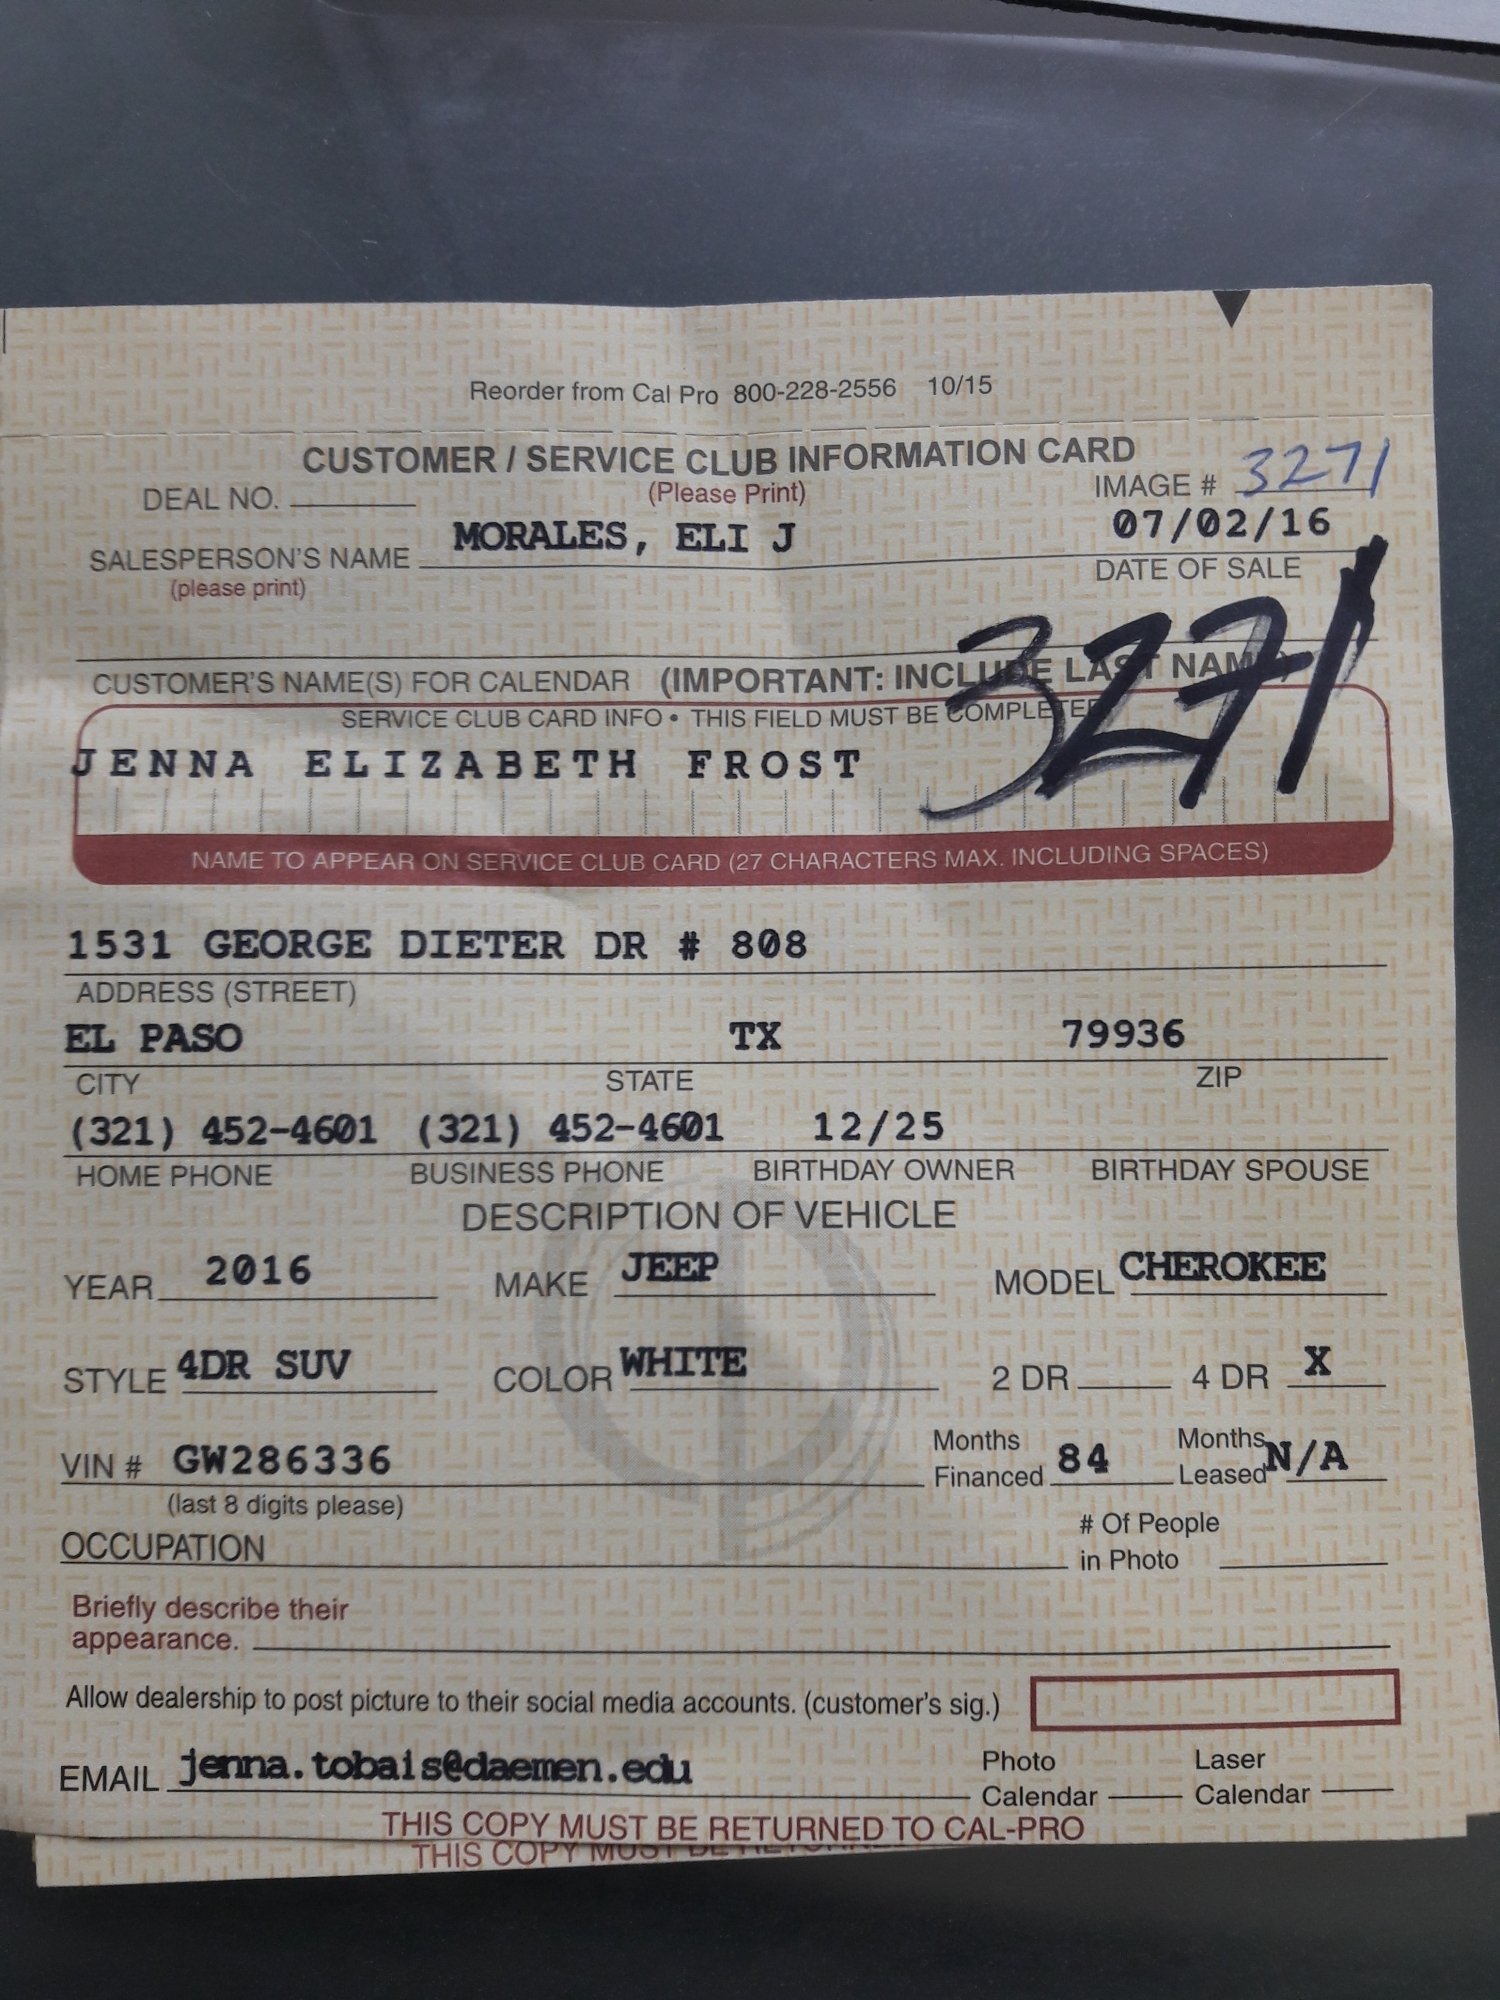 Reorder from Cal Pro 800-228-2556 10/15
CUSTOMER / SERVICE CLUB INFORMATION CARD
DEAL NO. (Please Print) IMAGE # 3271
SALESPERSON'S NAME MORALES, ELI J 07/02/16
(please print) DATE OF SALE
3271
CUSTOMER'S NAME(S) FOR CALENDAR (IMPORTANT: INCLUDE LAST NAME)
SERVICE CLUB CARD INFO • THIS FIELD MUST BE COMPLETED
JENNA ELIZABETH FROST
NAME TO APPEAR ON SERVICE CLUB CARD (27 CHARACTERS MAX. INCLUDING SPACES)
1531 GEORGE DIETER DR # 808
ADDRESS (STREET)
EL PASO TX 79936
CITY STATE ZIP
(321) 452-4601 (321) 452-4601 12/25
HOME PHONE BUSINESS PHONE BIRTHDAY OWNER BIRTHDAY SPOUSE
DESCRIPTION OF VEHICLE
YEAR 2016 MAKE JEEP MODEL CHEROKEE
STYLE 4DR SUV COLOR WHITE 2 DR 4 DR X
VIN # GW286336 Months Financed 84 Months Leased N/A
(last 8 digits please)
OCCUPATION # Of People in Photo
Briefly describe their
appearance.
Allow dealership to post picture to their social media accounts. (customer's sig.)
EMAIL jenna.tobais@daemen.edu Photo Calendar Laser Calendar
THIS COPY MUST BE RETURNED TO CAL-PRO
THIS COPY MUST BE